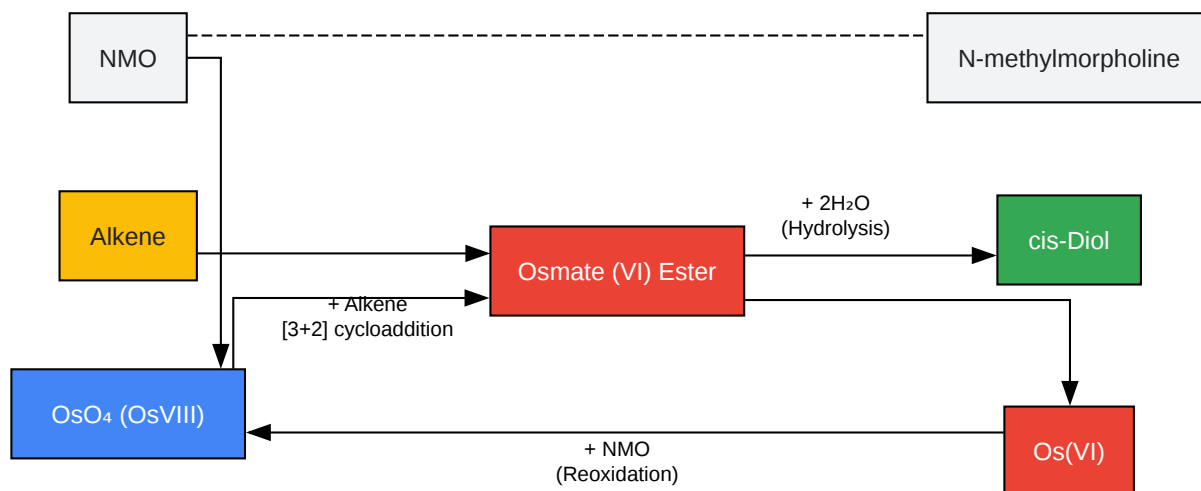 NMO
N-methylmorpholine
Alkene
+ 2H₂O
(Hydrolysis)
cis-Diol
Osmate (VI) Ester
+ Alkene
[3+2] cycloaddition
OsO₄ (OsVIII)
+ NMO
(Reoxidation)
Os(VI)